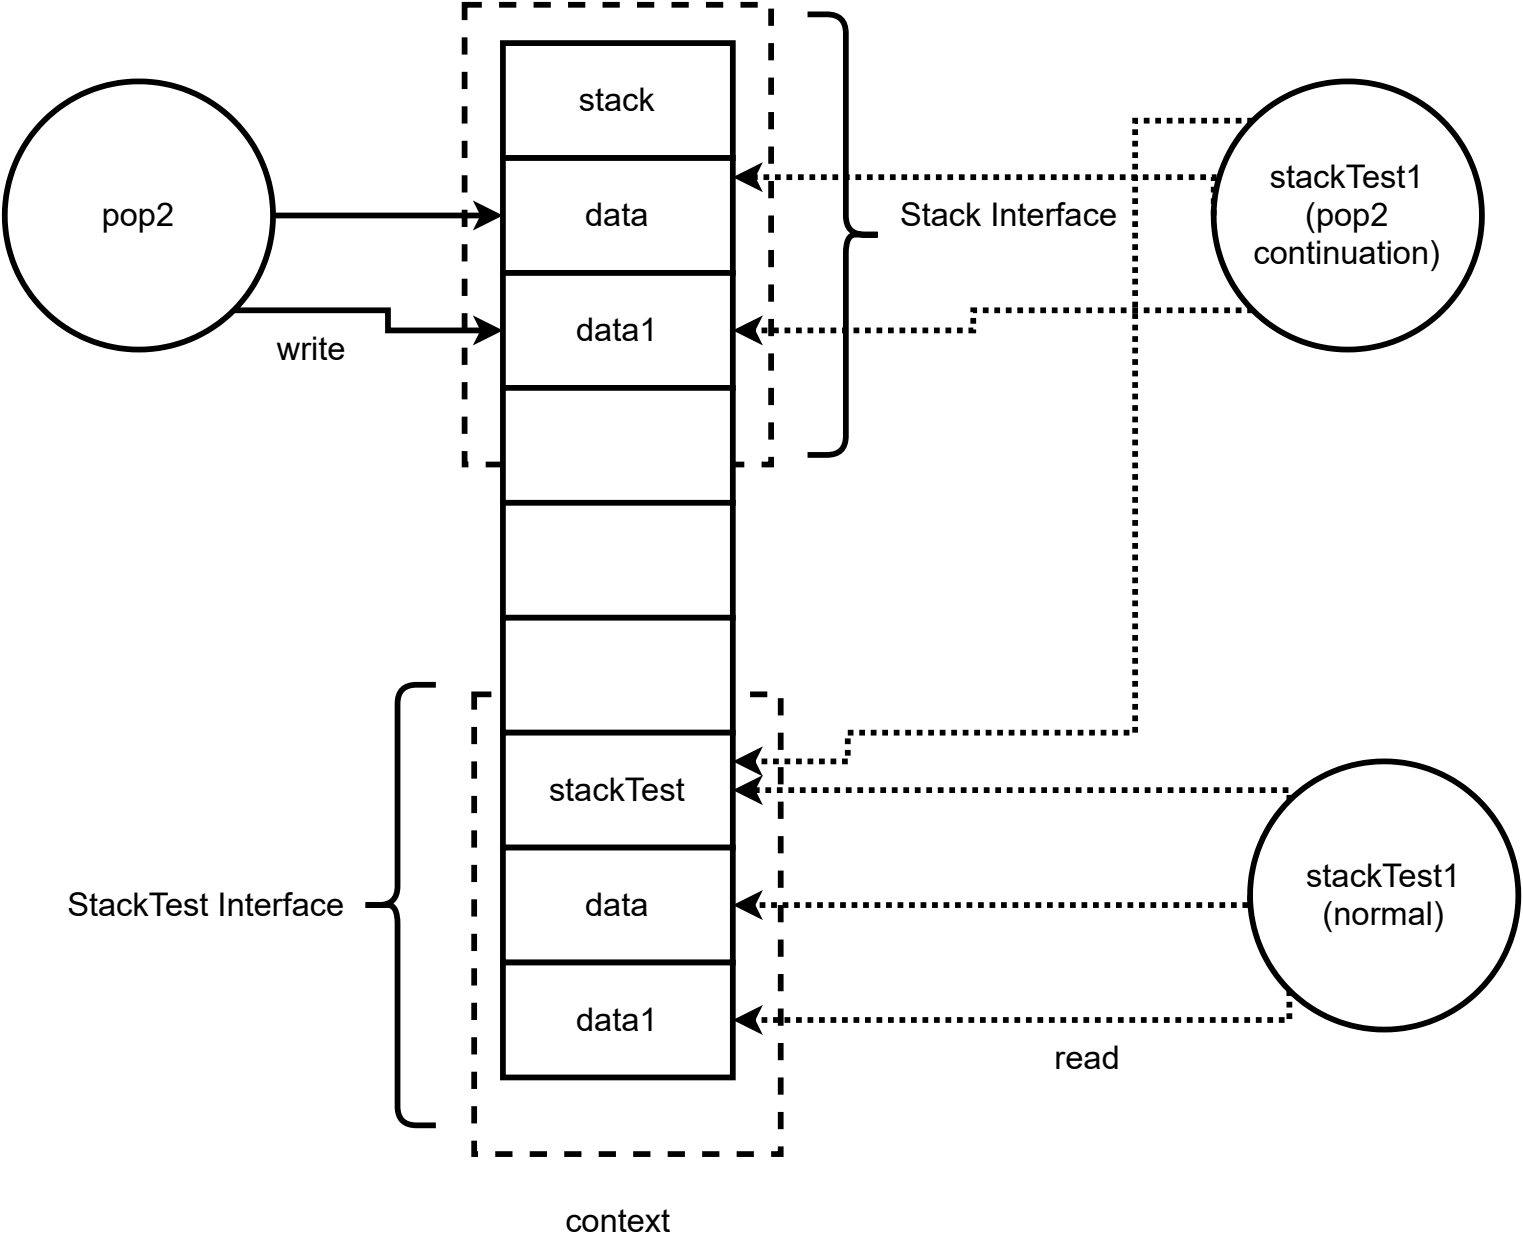 stack
pop2
data
Stack Interface
stackTest1
(pop2
continuation)
write
data1
stackTest
StackTest Interface
data
stackTest1
(normal)
data1
read
context